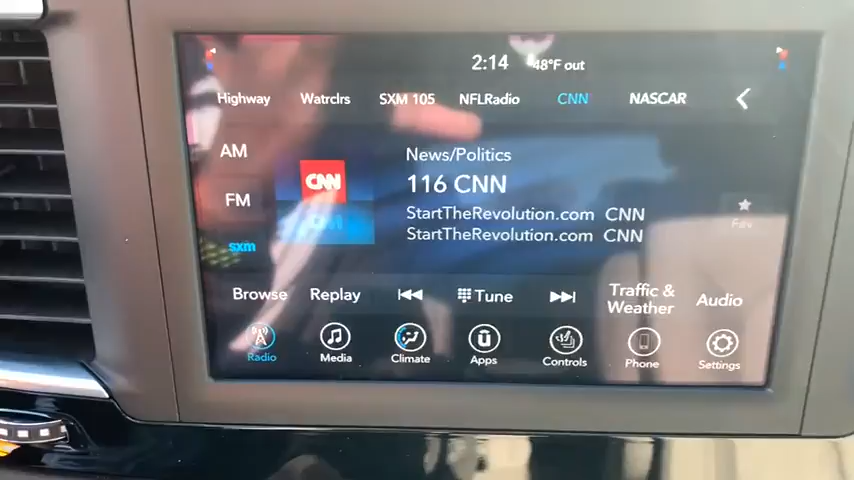 2:14 48°F out
Highway Watrclrs SXM 105 NFLRadio CNN NASCAR
AM
FM
sxm
CNN
News/Politics
116 CNN
StartTheRevolution.com CNN
StartTheRevolution.com CNN
Fav
Browse Replay Tune Traffic & Weather Audio
Radio Media Climate Apps Controls Phone Settings